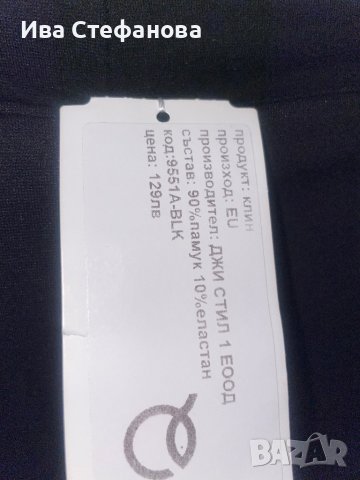 Ива Стефанова
продукт: клин
произход: EU
производител: ДЖИ СТИЛ 1 ЕООД
състав: 90%памук 10%еластан
код:9551A-BLK
цена: 129лв
BAZAR